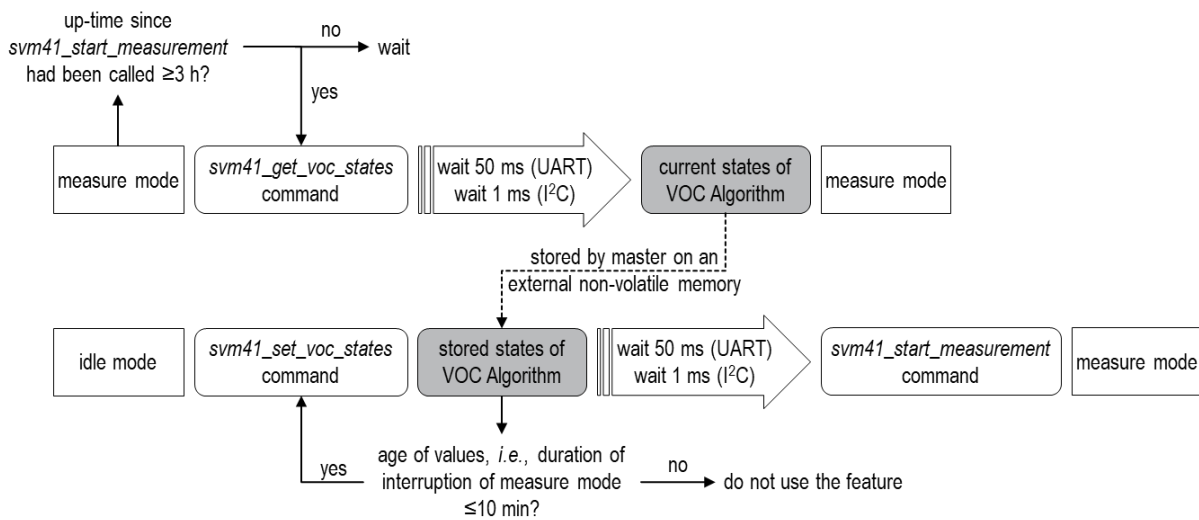 up-time since
svm41_start_measurement
had been called ≥3 h?
no
wait
yes
measure mode
svm41_get_voc_states
command
wait 50 ms (UART)
wait 1 ms (I²C)
current states of
VOC Algorithm
measure mode
stored by master on an
external non-volatile memory
idle mode
svm41_set_voc_states
command
stored states of
VOC Algorithm
wait 50 ms (UART)
wait 1 ms (I²C)
svm41_start_measurement
command
measure mode
yes
age of values, i.e., duration of
interruption of measure mode
≤10 min?
no
do not use the feature